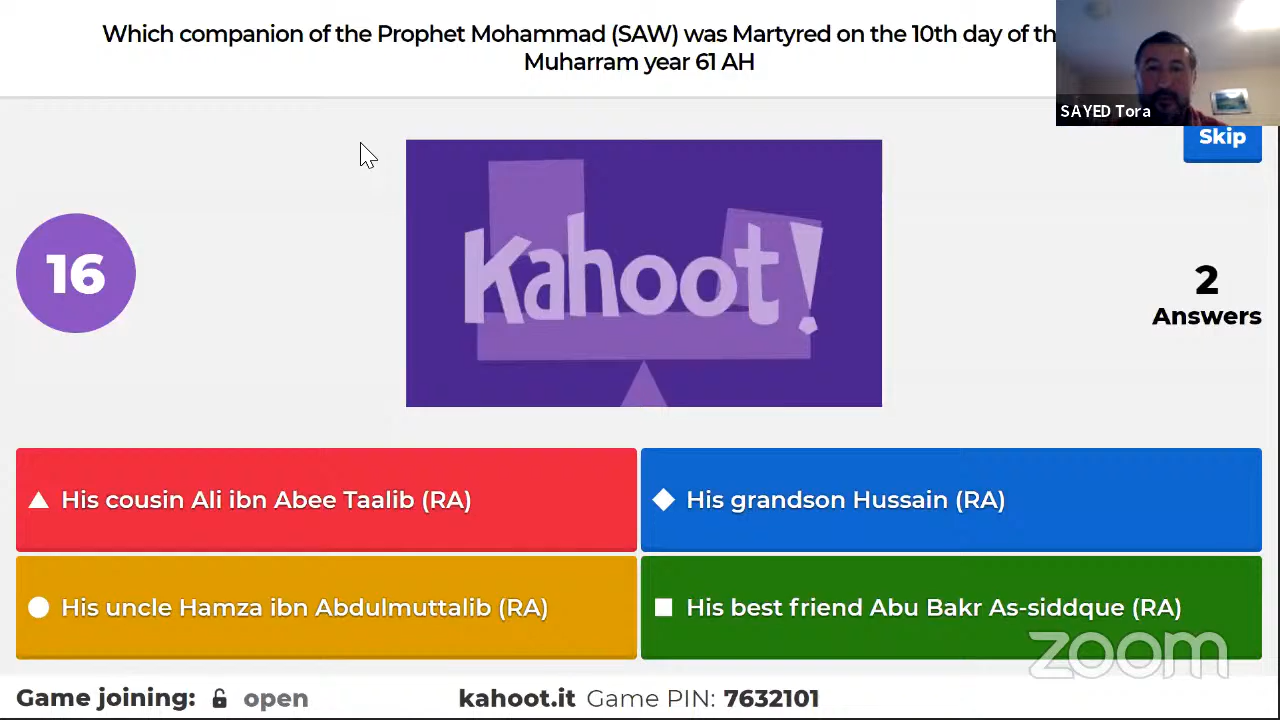 Which companion of the Prophet Mohammad (SAW) was Martyred on the 10th day of th
Muharram year 61 AH
SAYED Tora
Skip
16
Kahoot!
2
Answers
His cousin Ali ibn Abee Taalib (RA)
His grandson Hussain (RA)
His uncle Hamza ibn Abdulmuttalib (RA)
His best friend Abu Bakr As-siddque (RA)
zoom
Game joining: open
kahoot.it Game PIN: 7632101